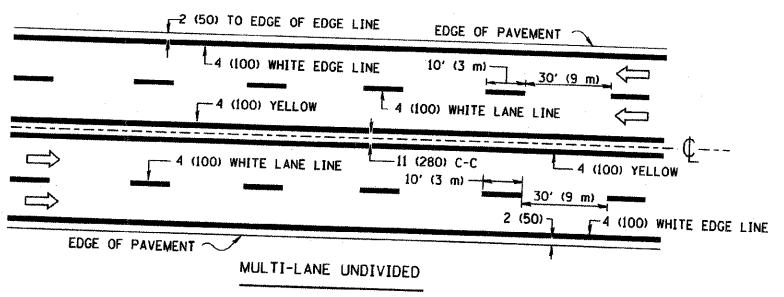 2 (50) TO EDGE OF EDGE LINE
EDGE OF PAVEMENT
4 (100) WHITE EDGE LINE
10' (3 m)
30' (9 m)
4 (100) YELLOW
4 (100) WHITE LANE LINE
4 (100) WHITE LANE LINE
11 (280) C-C
4 (100) YELLOW
10' (3 m)
30' (9 m)
2 (50)
4 (100) WHITE EDGE LINE
EDGE OF PAVEMENT
MULTI-LANE UNDIVIDED